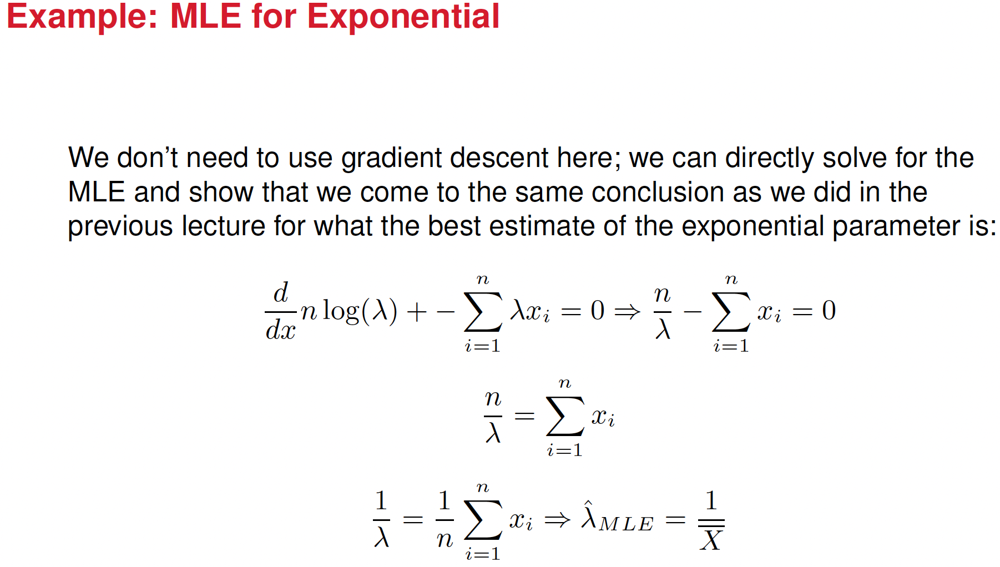 Example: MLE for Exponential
We don’t need to use gradient descent here; we can directly solve for the
MLE and show that we come to the same conclusion as we did in the
previous lecture for what the best estimate of the exponential parameter is:
\frac{d}{dx} n \log(\lambda) + - \sum_{i=1}^{n} \lambda x_i = 0 \Rightarrow \frac{n}{\lambda} - \sum_{i=1}^{n} x_i = 0
\frac{n}{\lambda} = \sum_{i=1}^{n} x_i
\frac{1}{\lambda} = \frac{1}{n} \sum_{i=1}^{n} x_i \Rightarrow \hat{\lambda}_{MLE} = \frac{1}{\overline{X}}